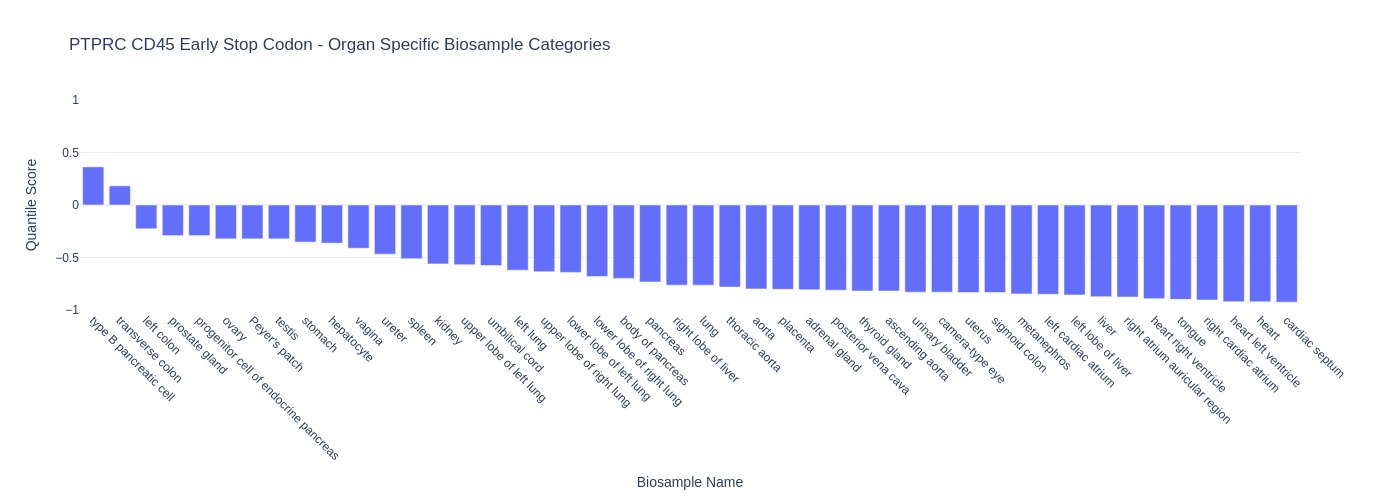 PTPRC CD45 Early Stop Codon - Organ Specific Biosample Categories
1
0.5
0
−0.5
−1
Quantile Score
type B pancreatic cell
transverse colon
left colon
prostate gland
progenitor cell of endocrine pancreas
ovary
Peyer's patch
testis
stomach
hepatocyte
vagina
ureter
spleen
kidney
upper lobe of left lung
umbilical cord
left lung
upper lobe of right lung
lower lobe of left lung
lower lobe of right lung
body of pancreas
pancreas
right lobe of liver
lung
thoracic aorta
aorta
placenta
adrenal gland
posterior vena cava
thyroid gland
ascending aorta
urinary bladder
camera-type eye
uterus
sigmoid colon
metanephros
left cardiac atrium
left lobe of liver
liver
right atrium auricular region
heart right ventricle
tongue
right cardiac atrium
heart left ventricle
heart
cardiac septum
Biosample Name